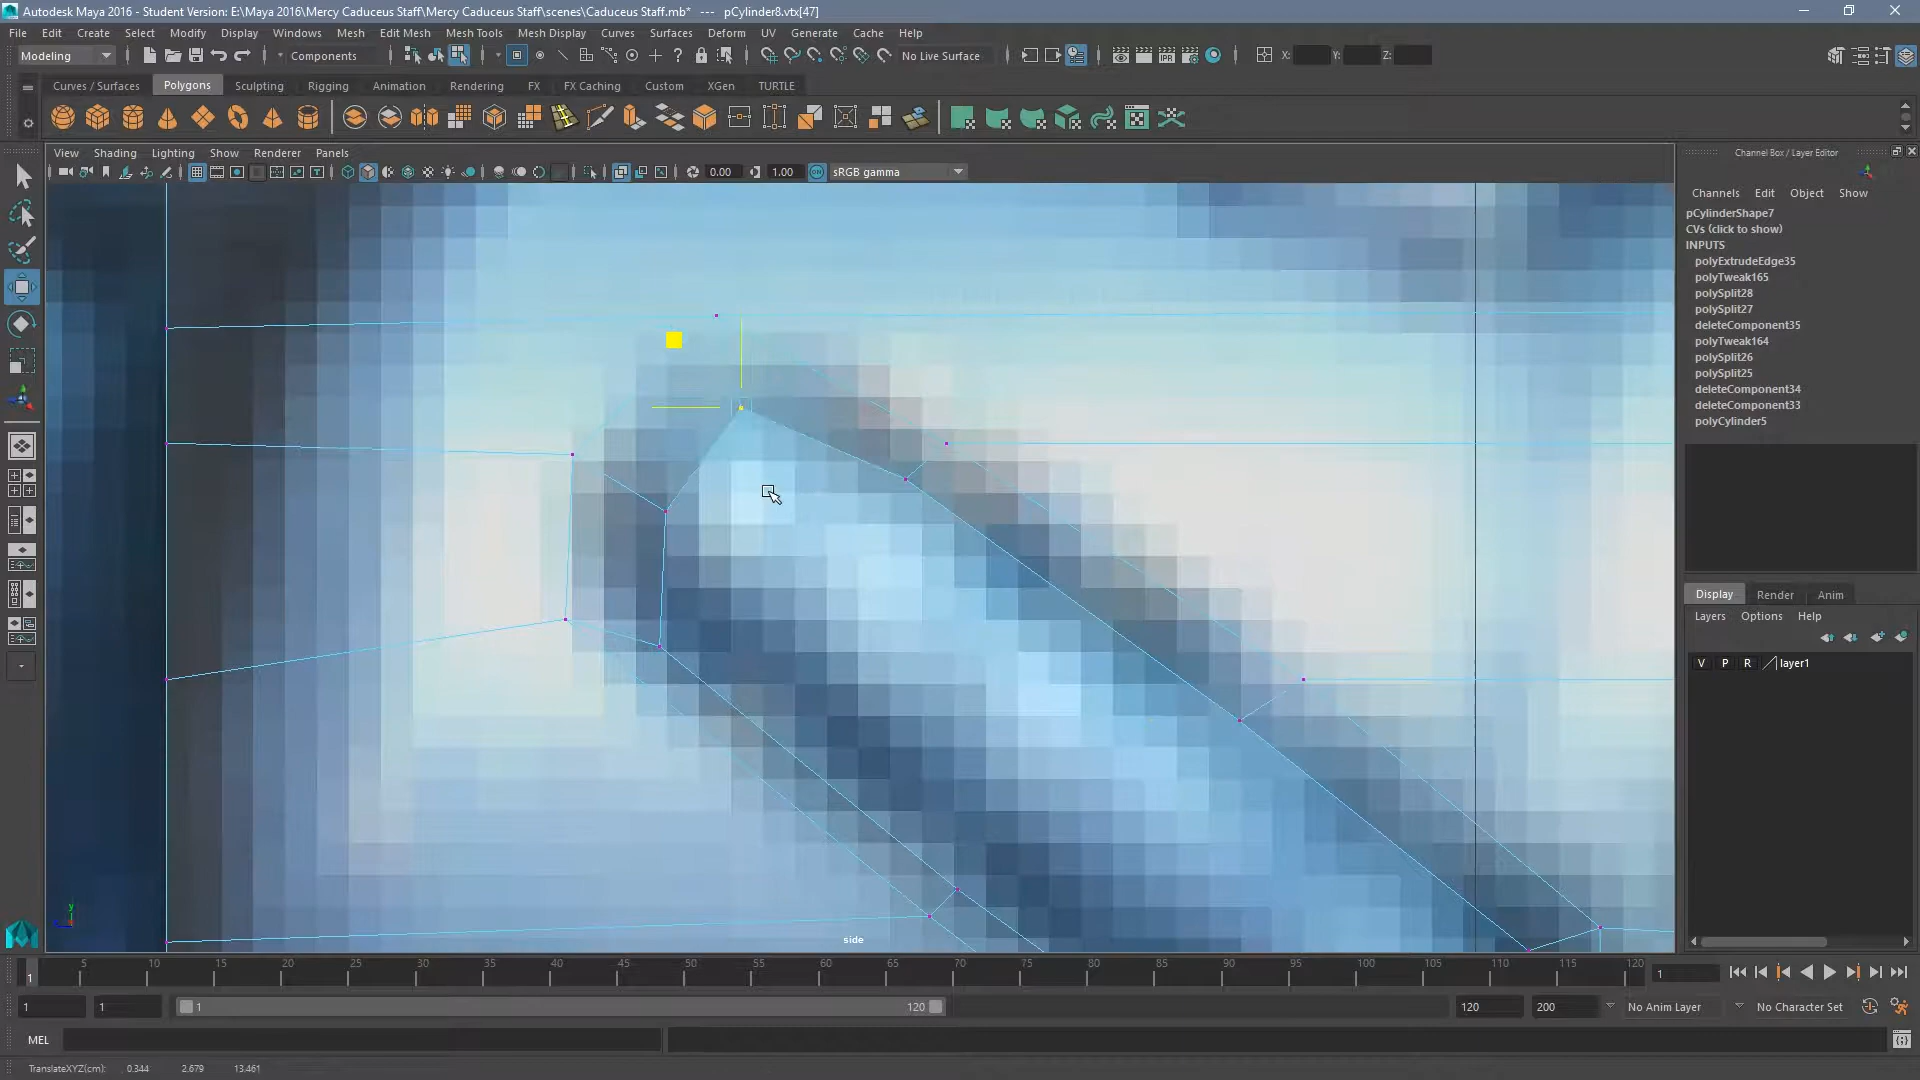 Autodesk Maya 2016 - Student Version: E:\Maya 2016\Mercy Caduceus Staff\Mercy Caduceus Staff\scenes\Caduceus Staff.mb* --- pCylinder8.vtx[47]
File Edit Create Select Modify Display Windows Mesh Edit Mesh Mesh Tools Mesh Display Curves Surfaces Deform UV Generate Cache Help
Modeling Components No Live Surface X: Y: Z:
Curves / Surfaces Polygons Sculpting Rigging Animation Rendering FX FX Caching Custom XGen TURTLE
View Shading Lighting Show Renderer Panels
0.00 1.00 sRGB gamma
Channel Box / Layer Editor
Channels Edit Object Show
pCylinderShape7
CVs (click to show)
INPUTS
polyExtrudeEdge35
polyTweak165
polySplit28
polySplit27
deleteComponent35
polyTweak164
polySplit26
polySplit25
deleteComponent34
deleteComponent33
polyCylinder5
Display Render Anim
Layers Options Help
V P R layer1
side
1 5 10 15 20 25 30 35 40 45 50 55 60 65 70 75 80 85 90 95 100 105 110 115 120 1
1 1 1 120 120 200 No Anim Layer No Character Set
MEL
TranslateXYZ(cm): 0.344 2.679 13.461